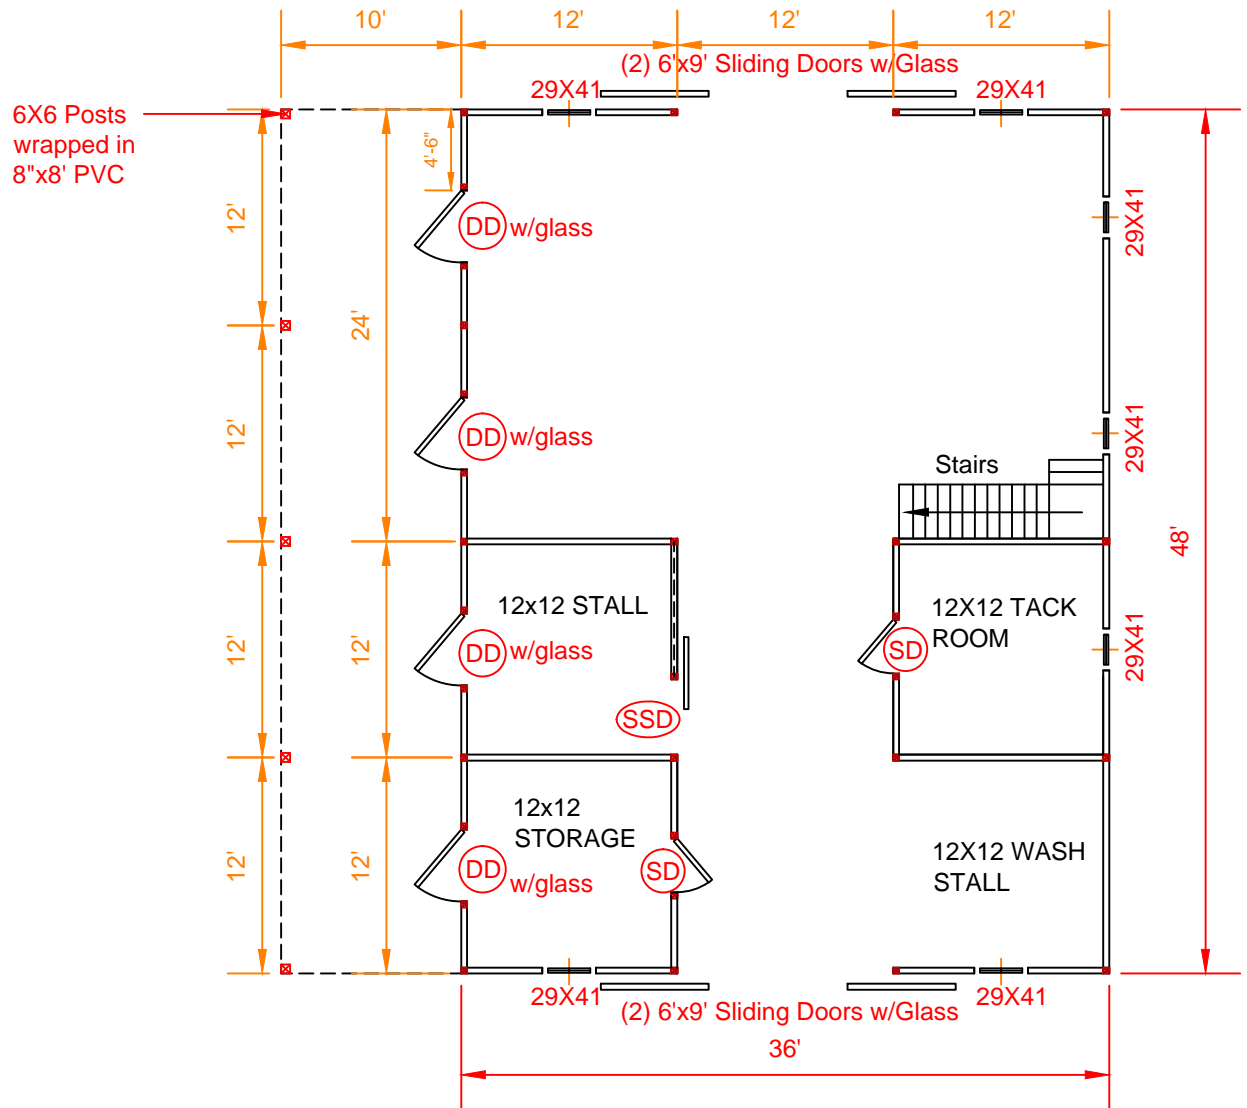 10'
12'
12'
12'
(2) 6'x9' Sliding Doors w/Glass
29X41
29X41
6X6 Posts
wrapped in
8"x8' PVC
4'-6"
12'
DD w/glass
29X41
24'
12'
DD w/glass
29X41
Stairs
48'
12x12 STALL
12X12 TACK
ROOM
12'
12'
DD w/glass
SD
29X41
SSD
12x12
STORAGE
12X12 WASH
STALL
12'
12'
DD w/glass
SD
29X41
29X41
(2) 6'x9' Sliding Doors w/Glass
36'